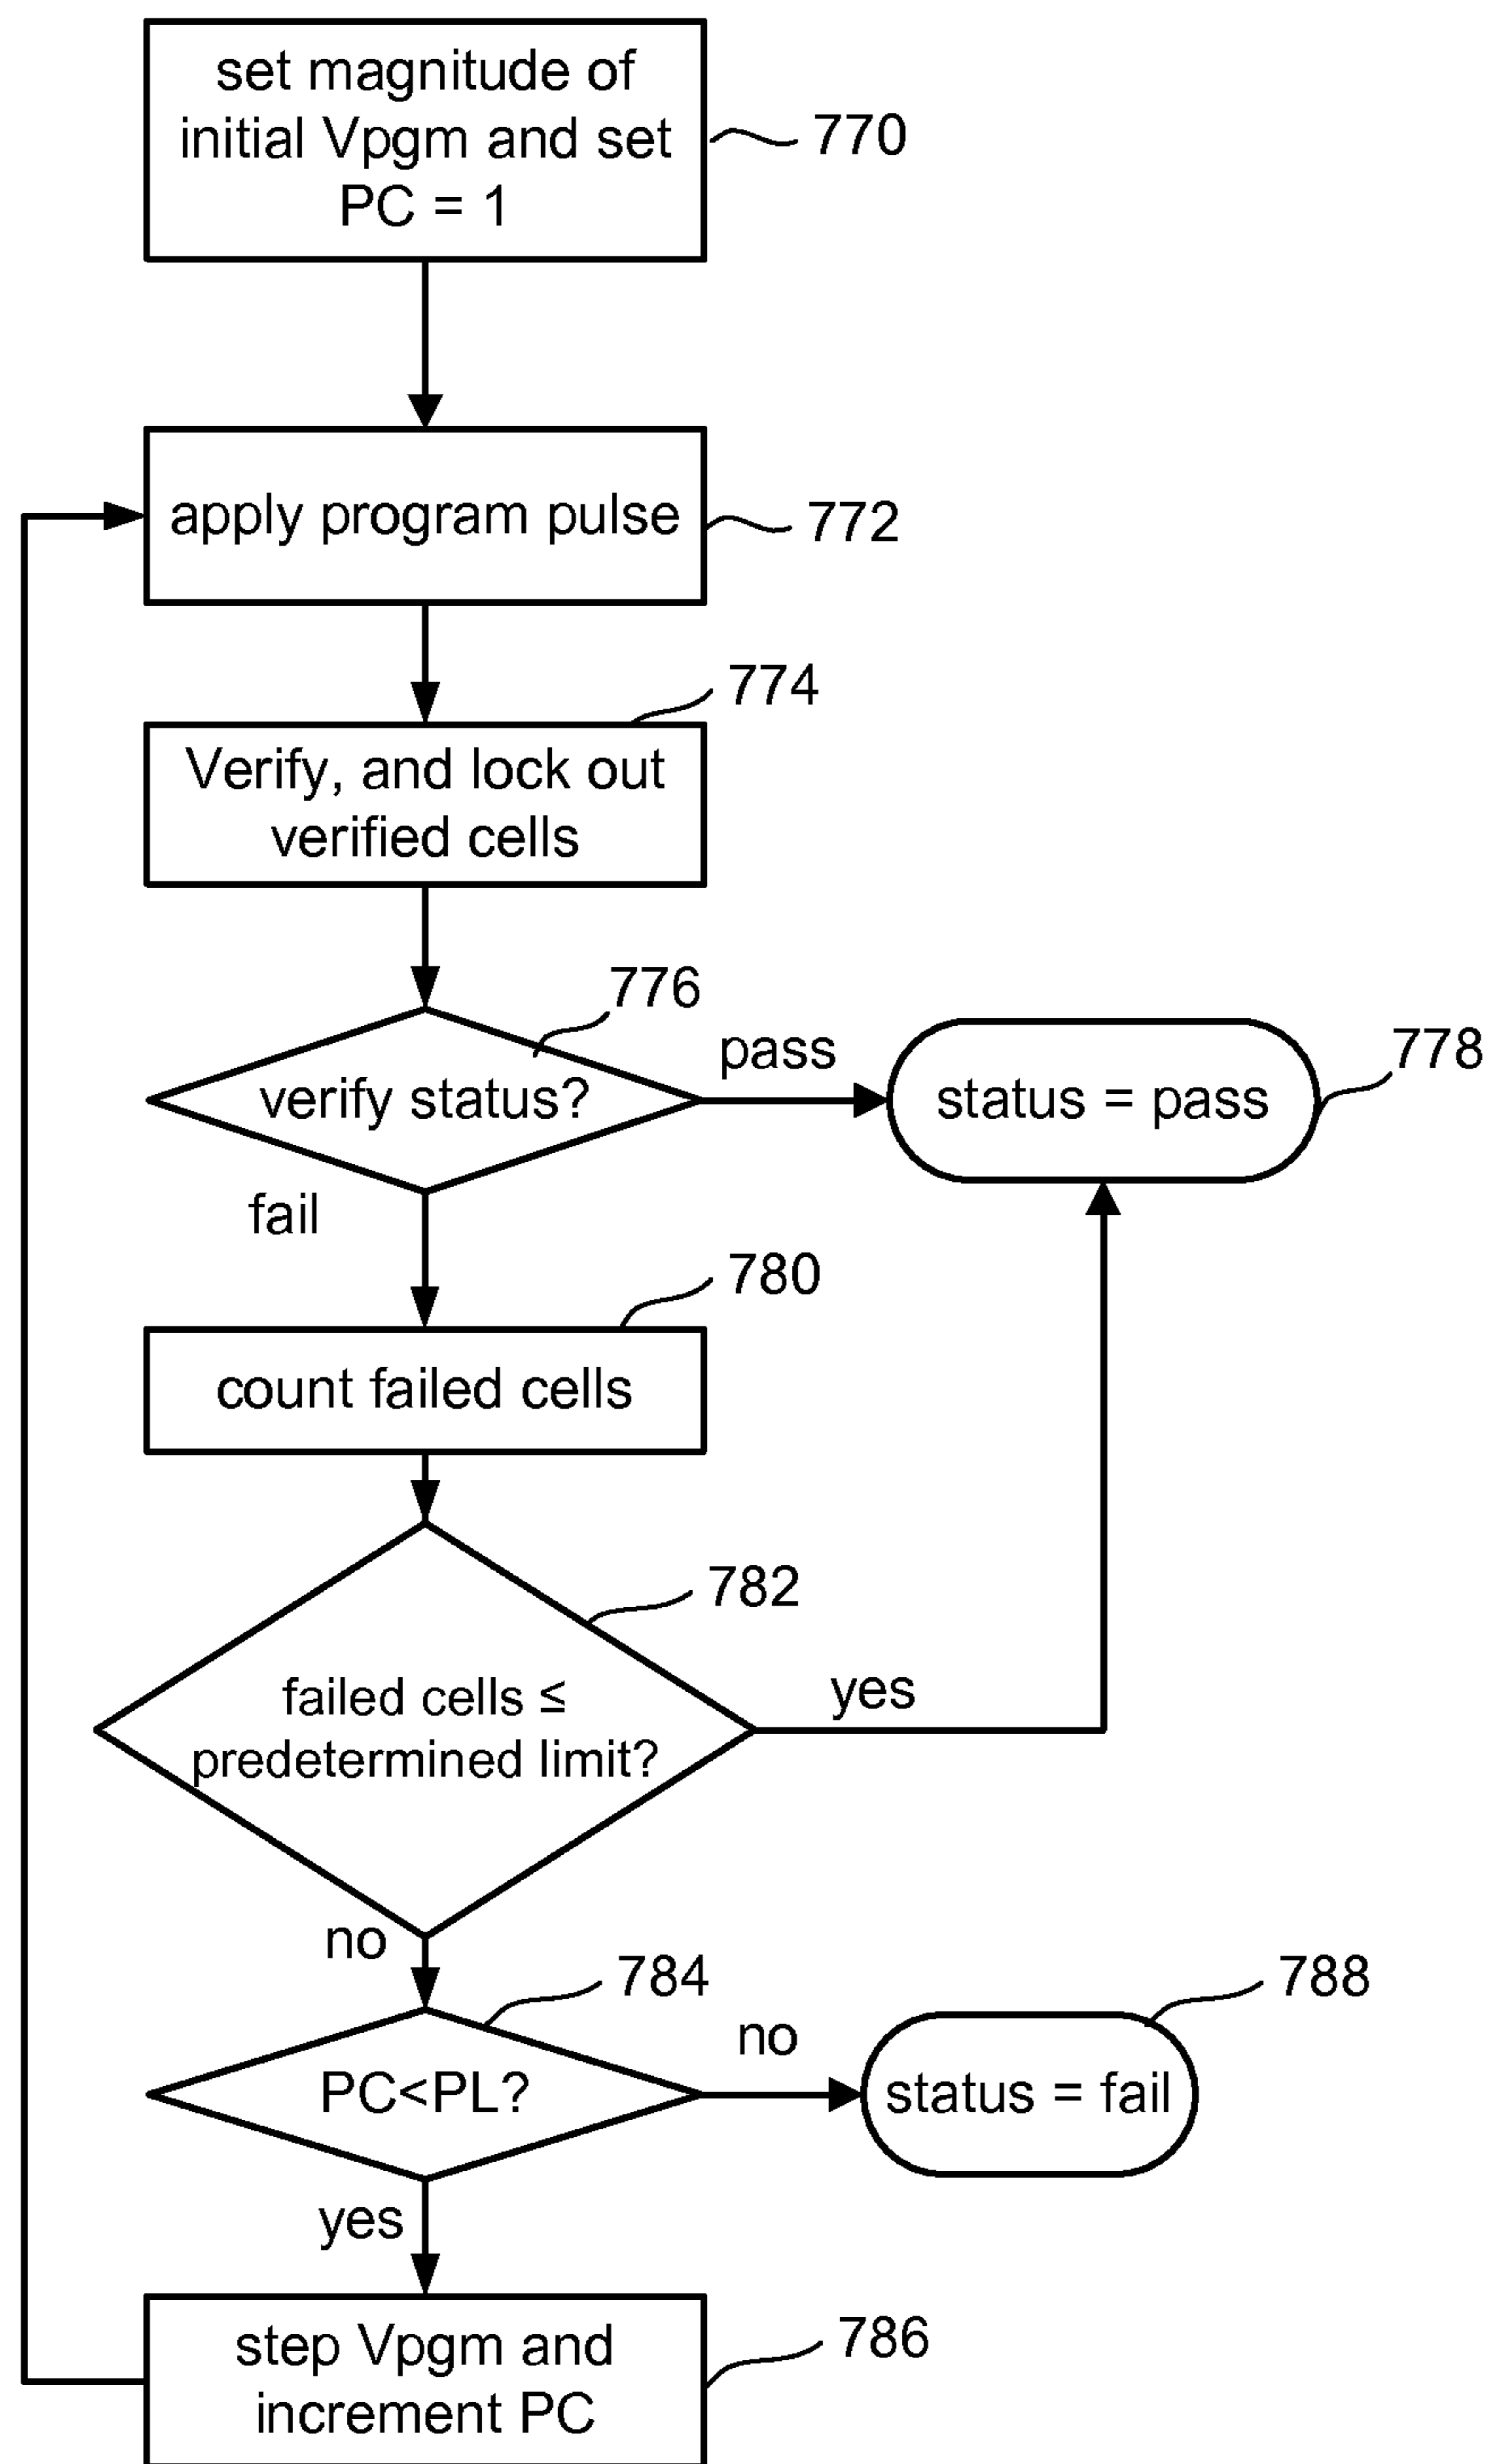 set magnitude of
initial Vpgm and set
PC = 1
770
apply program pulse
772
774
Verify, and lock out
verified cells
776
verify status?
pass
status = pass
778
fail
780
count failed cells
782
failed cells ≤
predetermined limit?
yes
no
784
PC<PL?
no
status = fail
788
yes
step Vpgm and
increment PC
786